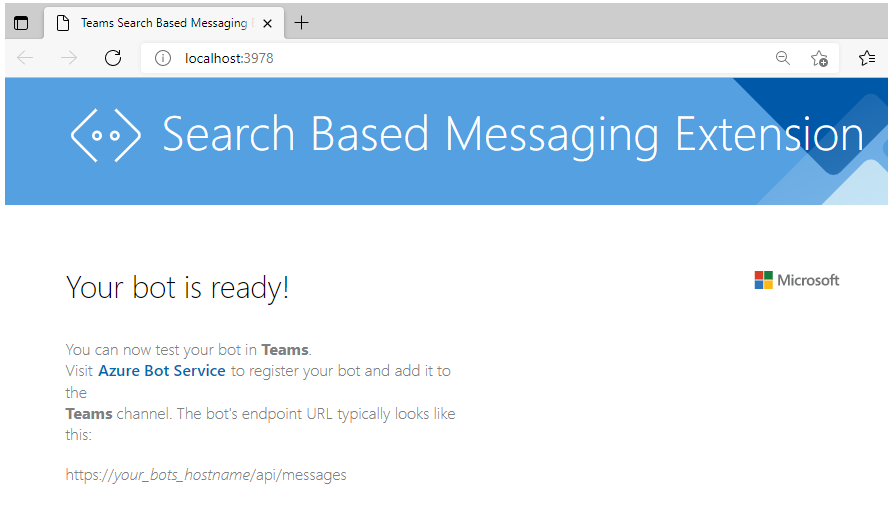 Teams Search Based Messaging
localhost:3978
Search Based Messaging Extension
Your bot is ready!
Microsoft
You can now test your bot in Teams.
Visit Azure Bot Service to register your bot and add it to
the
Teams channel. The bot's endpoint URL typically looks like
this:
https://your_bots_hostname/api/messages